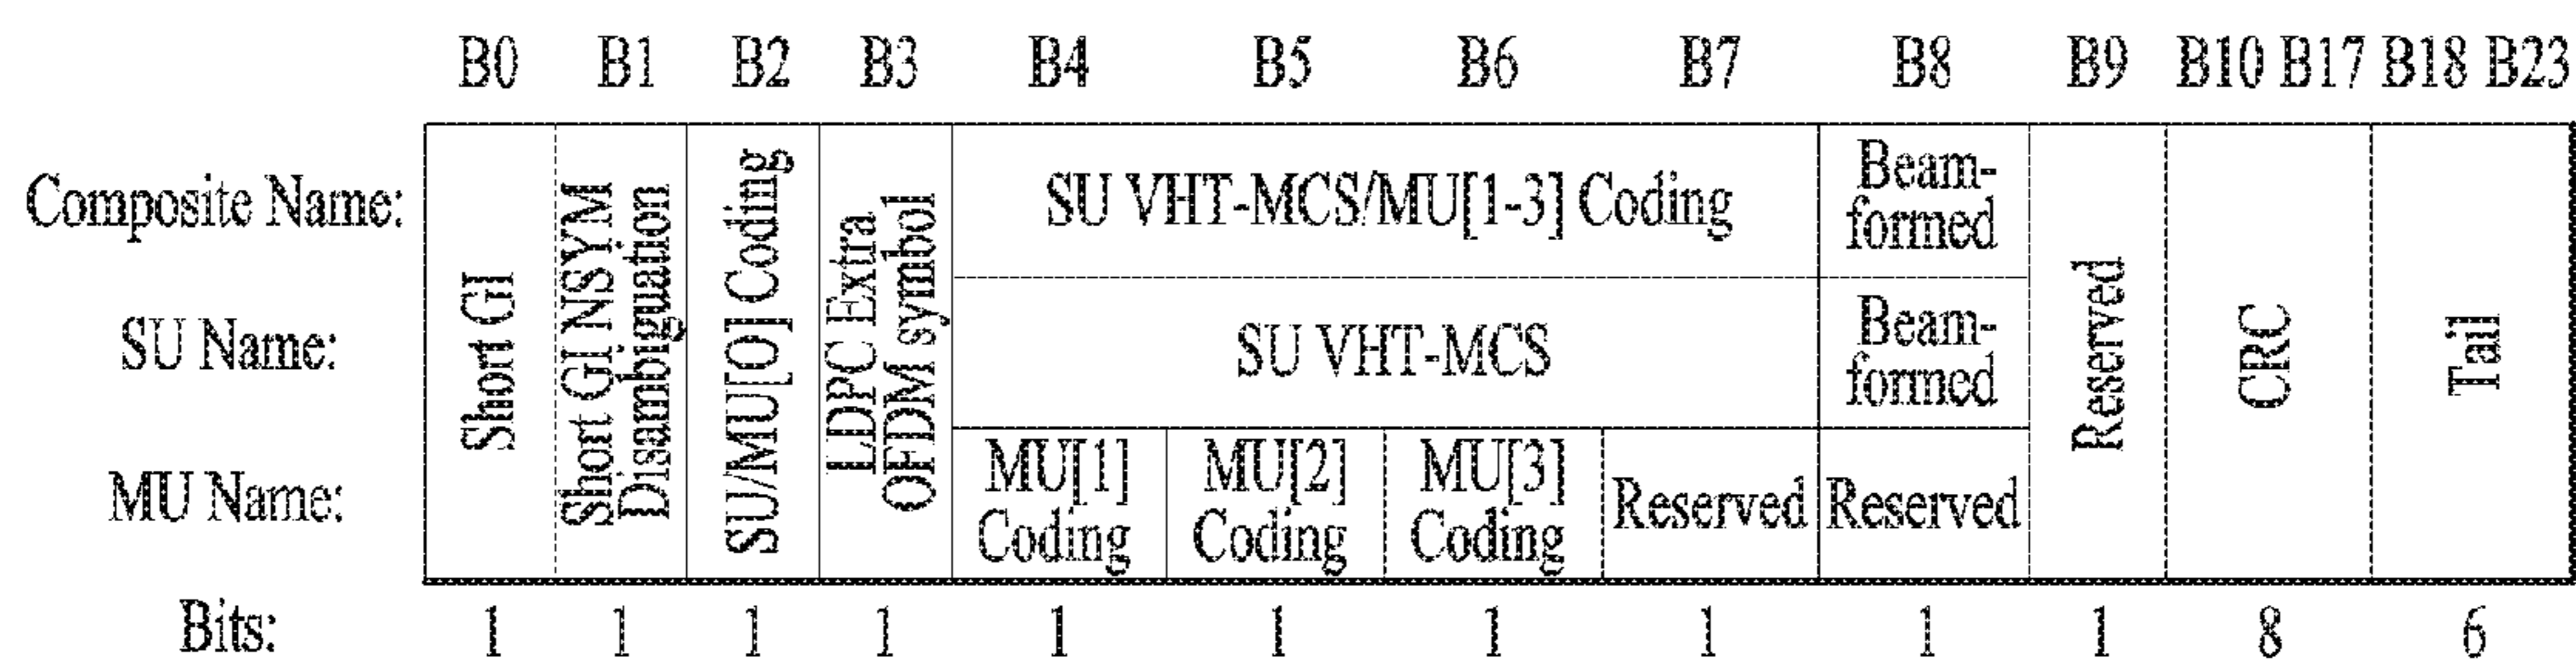 B0 B1 B2 B3 B4 B5 B6 B7 B8 B9 B10 B17 B18 B23
Composite Name:
SU Name:
MU Name:
Short GI
Short GI NSYM
Disambiguation
SU/MU[O] Coding
LDPC Extra
OFDM symbol
SU VHT-MCS/MU[1-3] Coding
Beam-
formed
SU VHT-MCS
Beam-
formed
MU[1]
Coding
MU[2]
Coding
MU[3]
Coding
Reserved
Reserved
Reserved
CRC
Tail
Bits: 1 1 1 1 1 1 1 1 1 1 8 6